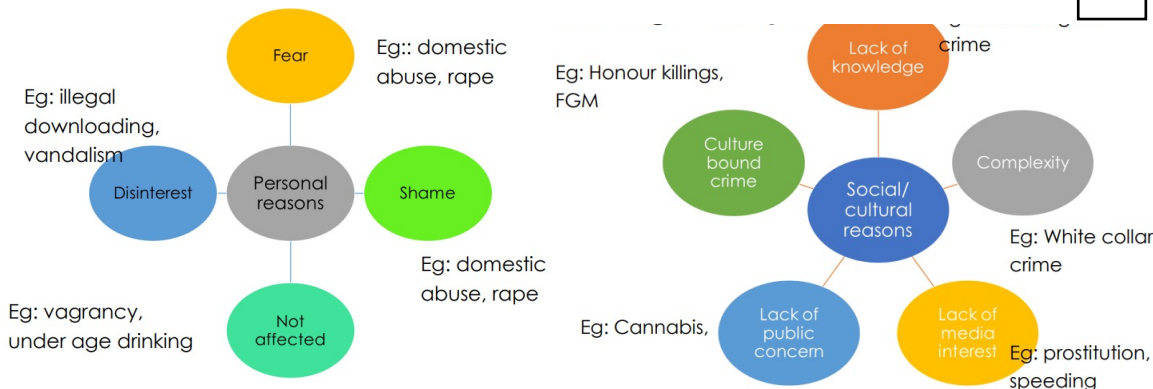 Fear
Eg:: domestic
abuse, rape
Eg: illegal
downloading,
vandalism
Disinterest
Personal
reasons
Shame
Eg: domestic
abuse, rape
Eg: vagrancy,
under age drinking
Not
affected
Lack of
knowledge
crime
Eg: Honour killings,
FGM
Culture
bound
crime
Complexity
Social/
cultural
reasons
Eg: White collar
crime
Eg: Cannabis,
Lack of
public
concern
Lack of
media
interest
Eg: prostitution,
speeding